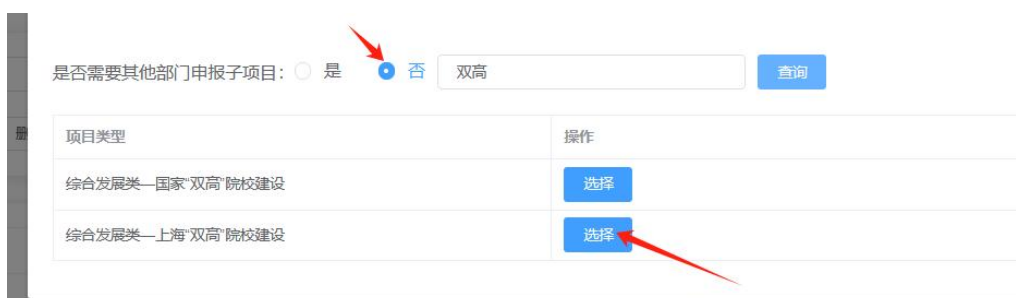 是否需要其他部门申报子项目： 是 否 双高 查询
项目类型 操作
综合发展类—国家“双高”院校建设 选择
综合发展类—上海“双高”院校建设 选择